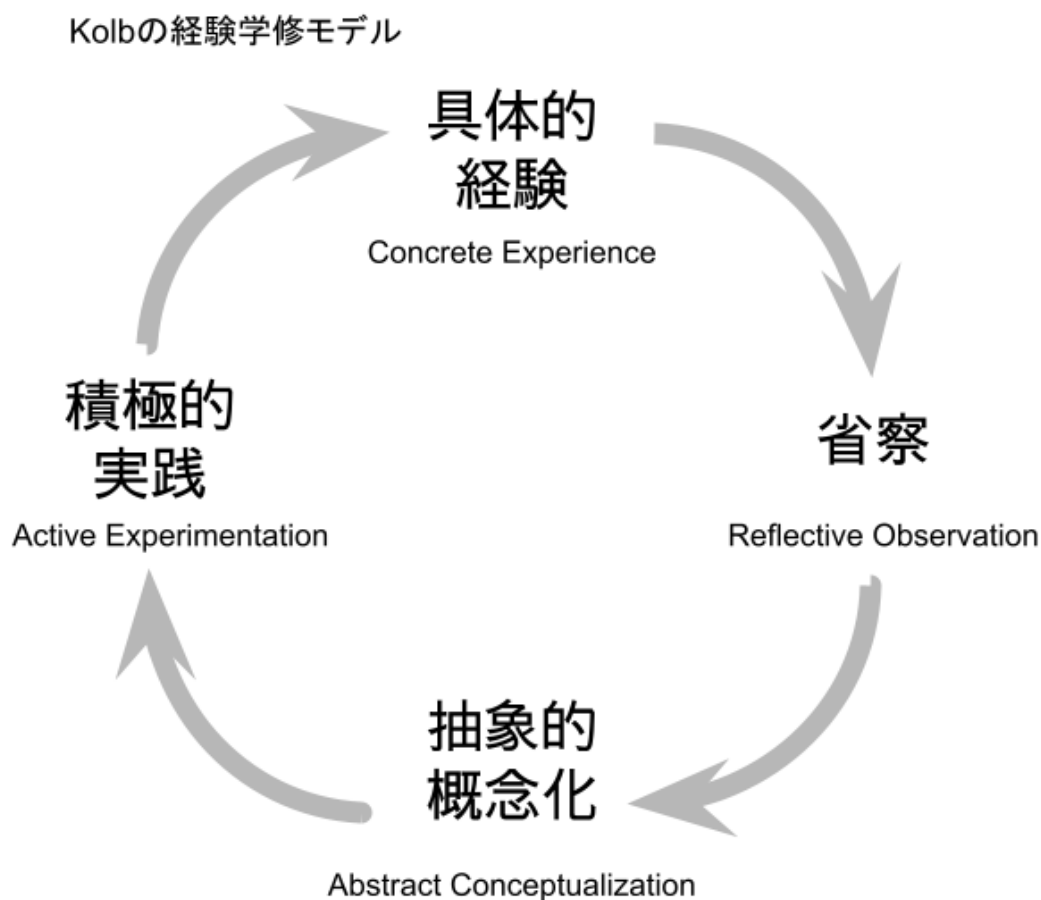 Kolbの経験学修モデル
具体的
経験
Concrete Experience
省察
Reflective Observation
抽象的
概念化
Abstract Conceptualization
積極的
実践
Active Experimentation